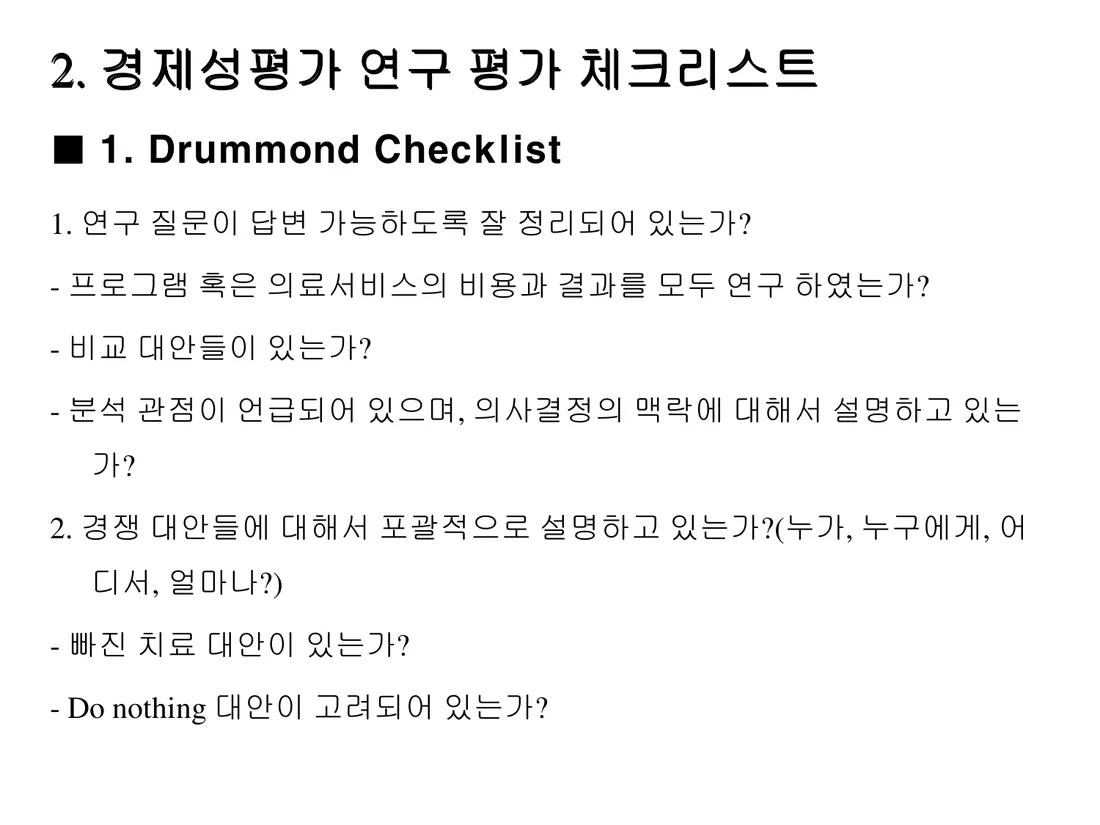 2. 경제성평가 연구 평가 체크리스트
■ 1. Drummond Checklist
1. 연구 질문이 답변 가능하도록 잘 정리되어 있는가?
- 프로그램 혹은 의료서비스의 비용과 결과를 모두 연구 하였는가?
- 비교 대안들이 있는가?
- 분석 관점이 언급되어 있으며, 의사결정의 맥락에 대해서 설명하고 있는
가?
2. 경쟁 대안들에 대해서 포괄적으로 설명하고 있는가?(누가, 누구에게, 어
디서, 얼마나?)
- 빠진 치료 대안이 있는가?
- Do nothing 대안이 고려되어 있는가?